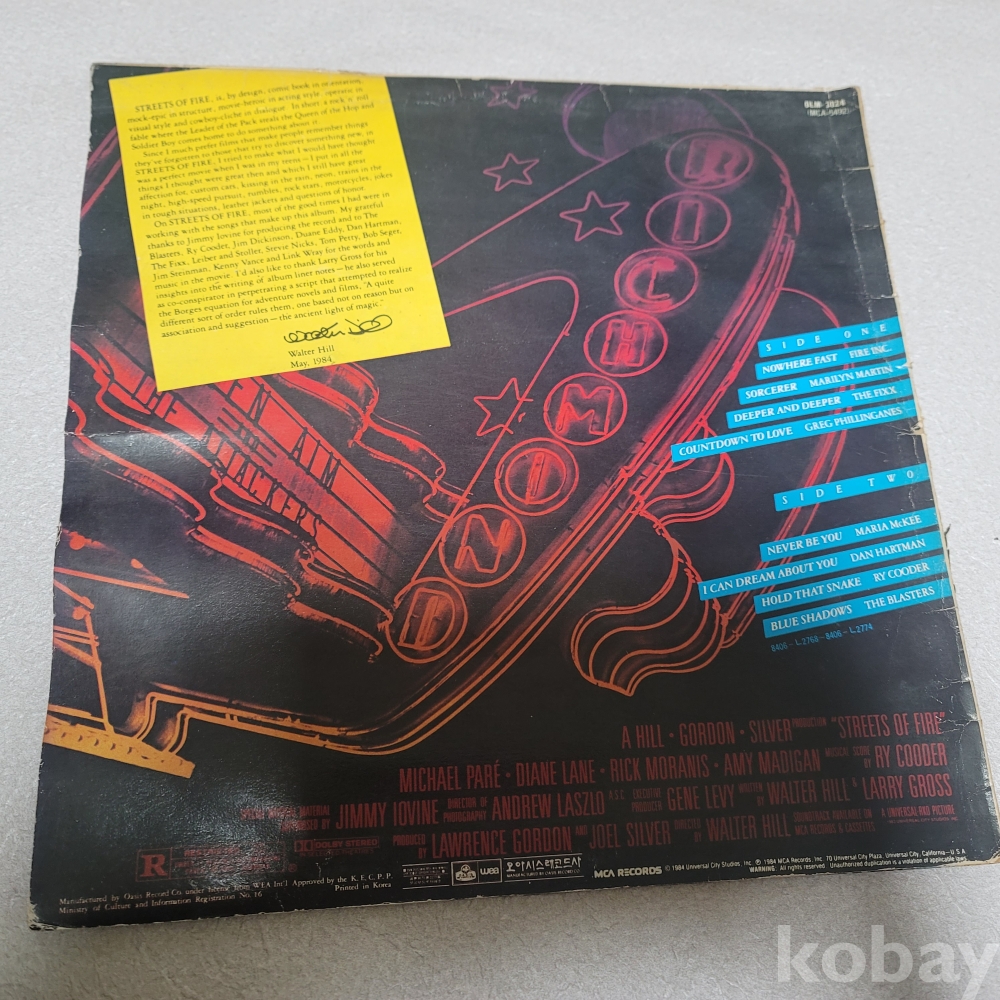 STREETS OF FIRE, is, by design, comic book in orientation,
mock-epic in structure, movie-heroic in acting style, operatic in
visual style and cowboy-cliche in dialogue. In short: a rock 'n' roll
fable where the Leader of the Pack steals the Queen of the Hop and
Soldier Boy comes home to do something about it.
Since I much prefer films that make people remember things
they've forgotten to those that try to discover something new, in
STREETS OF FIRE, I tried to make what I would have thought
was a perfect movie when I was in my teens — I put in all the
things I thought were great then and which I still have great
affection for, custom cars, kissing in the rain, neon, trains in the
night, high-speed pursuit, rumbles, rock stars, motorcycles, jokes
in tough situations, leather jackets and questions of honor.
On STREETS OF FIRE, most of the good times I had were in
working with the songs that make up this album. My grateful
thanks to Jimmy Iovine for producing the record and to The
Blasters, Ry Cooder, Jim Dickinson, Duane Eddy, Dan Hartman,
The Fixx, Leiber and Stoller, Stevie Nicks, Tom Petty, Bob Seger,
Jim Steinman, Kenny Vance and Link Wray for the words and
music in the movie. I'd also like to thank Larry Gross for his
insights into the writing of album liner notes — he also served
as co-conspirator in perpetrating a script that attempted to realize
the Borges equation for adventure novels and films, "A quite
different sort of order rules them, one based not on reason but on
association and suggestion — the ancient light of magic."
Walter Hill
May, 1984
OLW-2024
(MCA-5492)
RICHMOND
SIDE ONE
NOWHERE FAST FIRE INC.
SORCERER MARILYN MARTIN
DEEPER AND DEEPER THE FIXX
COUNTDOWN TO LOVE GREG PHILLINGANES
SIDE TWO
NEVER BE YOU MARIA McKEE
I CAN DREAM ABOUT YOU DAN HARTMAN
HOLD THAT SNAKE RY COODER
BLUE SHADOWS THE BLASTERS
8406-L.2768-8406-L.2774
A HILL · GORDON · SILVER PRODUCTION "STREETS OF FIRE"
MICHAEL PARÉ · DIANE LANE · RICK MORANIS · AMY MADIGAN MUSICAL SCORE BY RY COODER
MATERIAL JIMMY IOVINE DIRECTOR OF PHOTOGRAPHY ANDREW LASZLO A.S.C. EXECUTIVE PRODUCER GENE LEVY WRITTEN BY WALTER HILL & LARRY GROSS
PRODUCED BY LAWRENCE GORDON AND JOEL SILVER DIRECTED BY WALTER HILL SOUNDTRACK AVAILABLE ON MCA RECORDS & CASSETTES A UNIVERSAL-RKO PICTURE
R
DOLBY STEREO
wea 오아시스레코드사
MCA RECORDS © 1984 Universal City Studios, Inc. ℗ 1984 MCA Records, Inc. 70 Universal City Plaza, Universal City, California—U.S.A.
WARNING: All rights reserved. Unauthorized duplication is a violation of applicable laws.
Manufactured by Oasis Record Co. under license from WEA Int'l Approved by the K.E.C.P.P.
Ministry of Culture and Information Registration No. 16 Printed in Korea
kobay